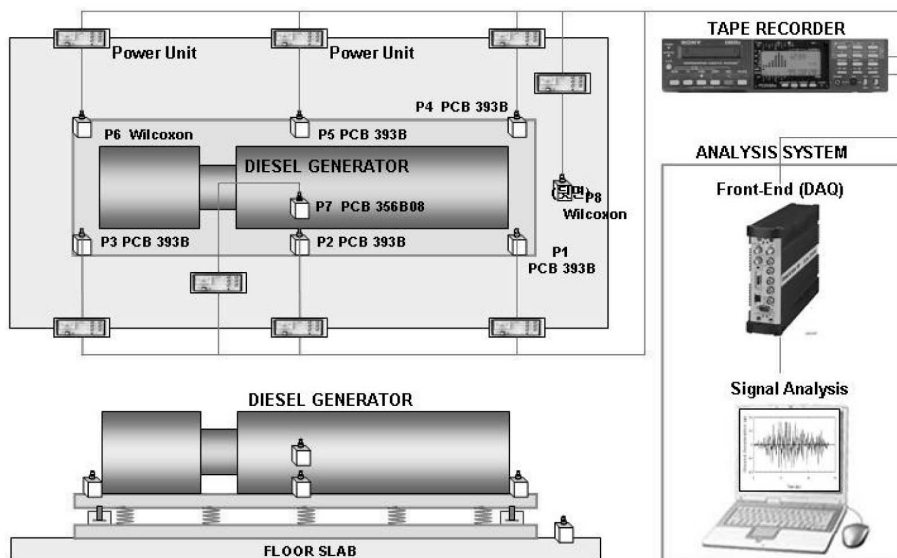 TAPE RECORDER
Power Unit
Power Unit
SONY
P4 PCB 393B
P6 Wilcoxon
P5 PCB 393B
ANALYSIS SYSTEM
DIESEL GENERATOR
Front-End (DAQ)
P8
Wilcoxon
P7 PCB 356B08
P3 PCB 393B
P2 PCB 393B
P1
PCB 393B
Signal Analysis
DIESEL GENERATOR
FLOOR SLAB